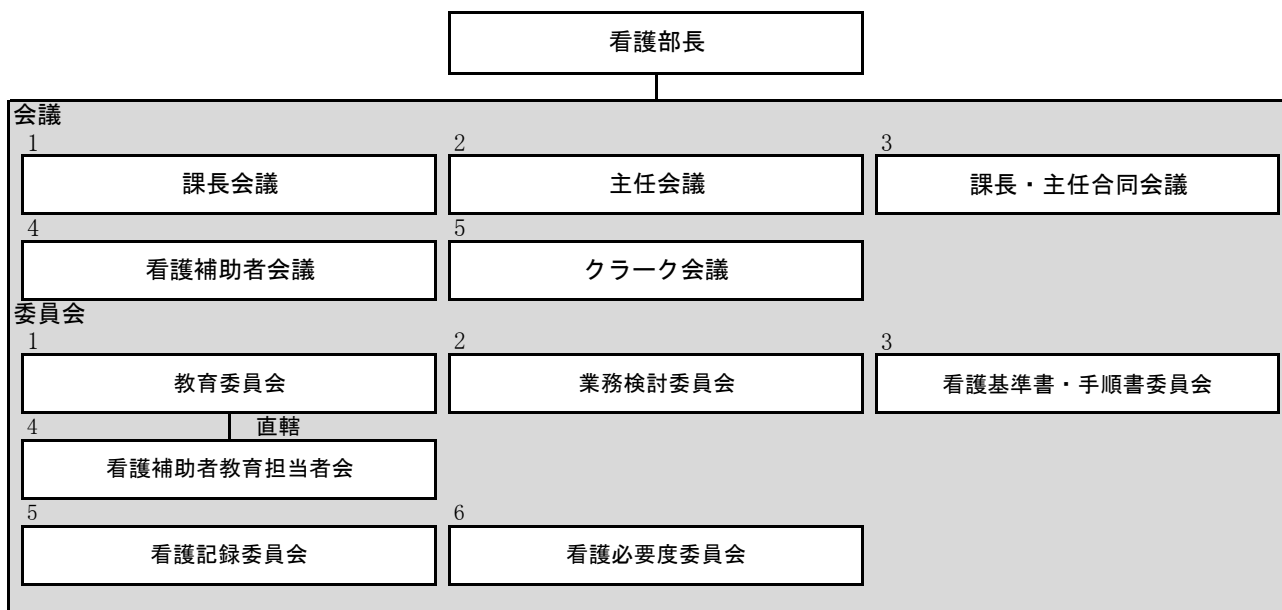 看護部長
会議
1
課長会議
2
主任会議
3
課長・主任合同会議
4
看護補助者会議
5
クラーク会議
委員会
1
教育委員会
2
業務検討委員会
3
看護基準書・手順書委員会
直轄
4
看護補助者教育担当者会
5
看護記録委員会
6
看護必要度委員会